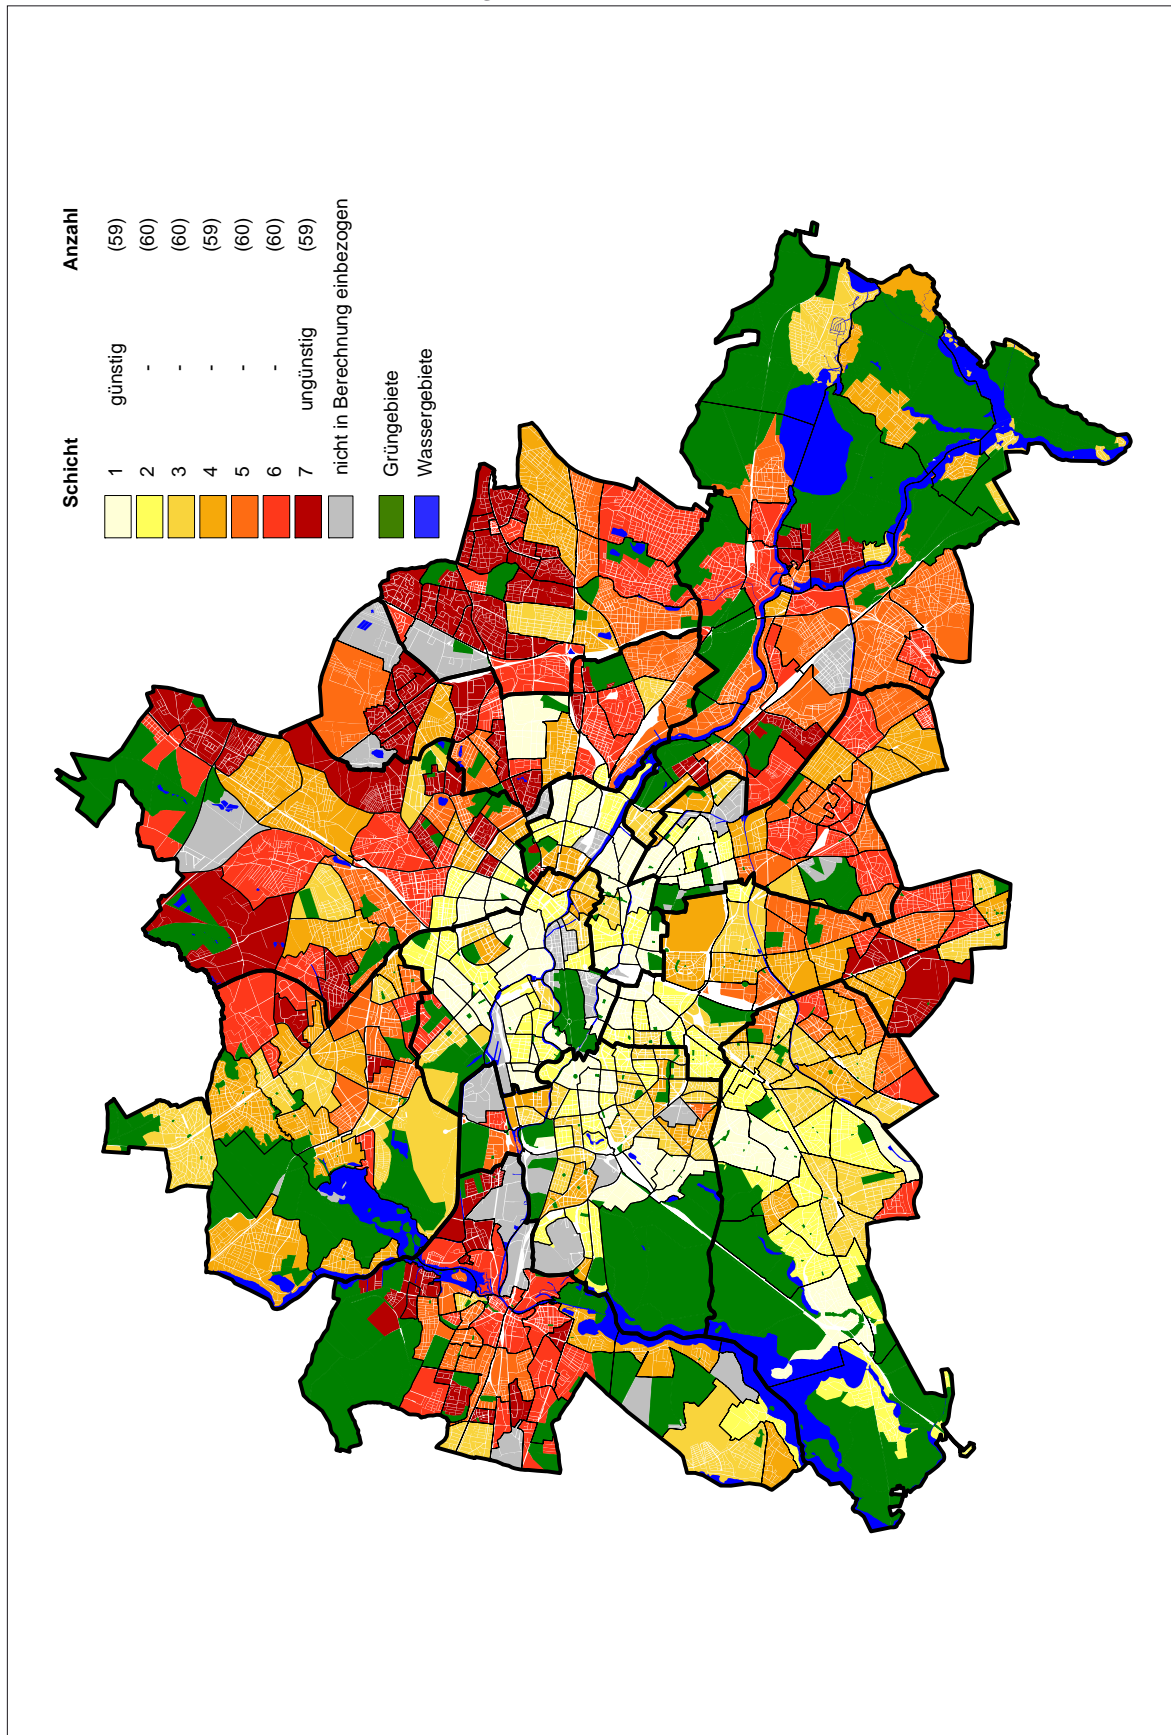 Schicht Anzahl
1 günstig (59)
2 - (60)
3 - (60)
4 - (59)
5 - (60)
6 - (60)
7 ungünstig (59)
nicht in Berechnung einbezogen
Grüngebiete
Wassergebiete